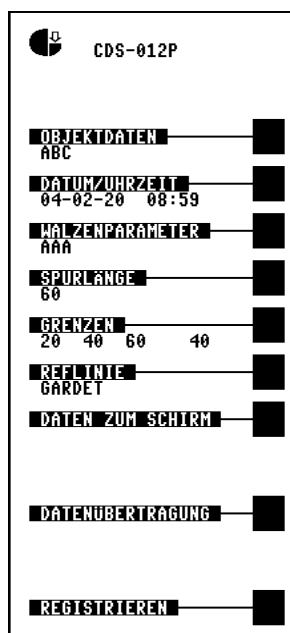 CDS-012P
OBJEKTDATEN
ABC
DATUM/UHRZEIT
04-02-20 08:59
WALZENPARAMETER
AAA
SPURLÄNGE
60
GRENZEN
20 40 60 40
REFLINIE
GARDET
DATEN ZUM SCHIRM
DATENÜBERTRAGUNG
REGISTRIEREN